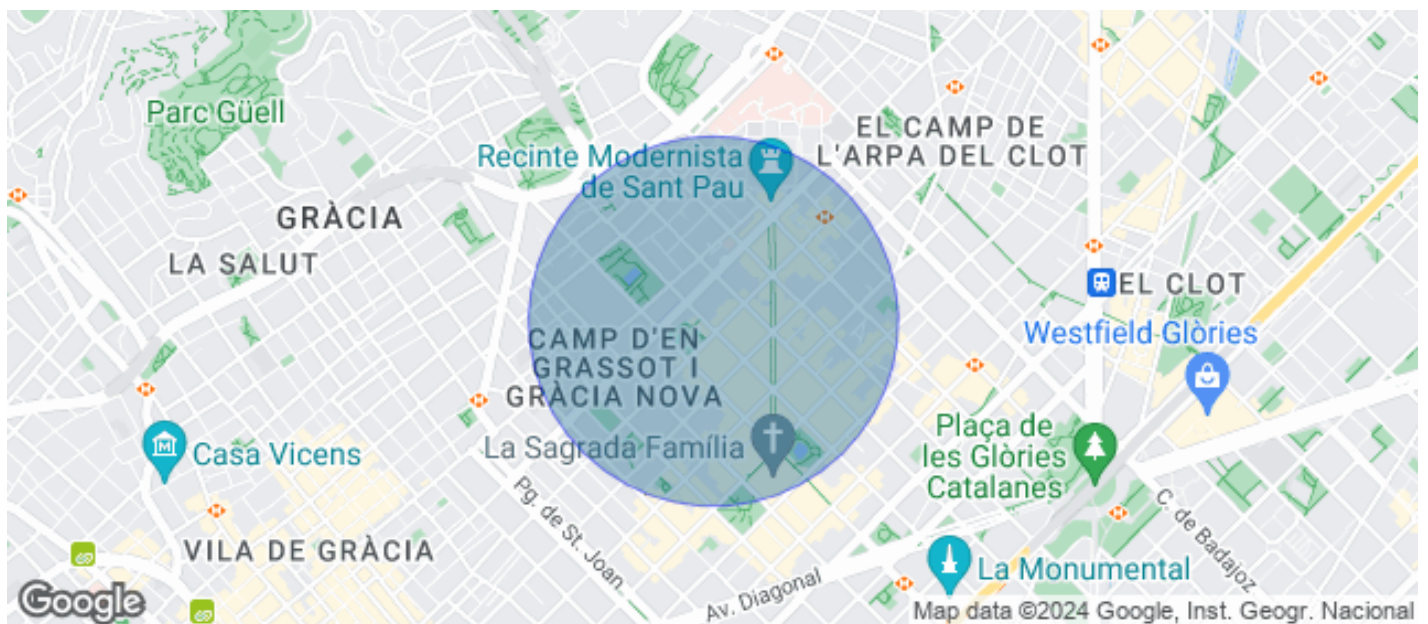 Parc Güell
EL CAMP DE
L'ARPA DEL CLOT
Recinte Modernista
de Sant Pau
GRÀCIA
LA SALUT
EL CLOT
Westfield Glòries
CAMP D'EN
GRASSOT I
GRÀCIA NOVA
La Sagrada Família
Plaça de
les Glòries
Catalanes
Casa Vicens
Pg. de St. Joan
C. de Badajoz
VILA DE GRÀCIA
La Monumental
Av. Diagonal
Google
Map data ©2024 Google, Inst. Geogr. Nacional